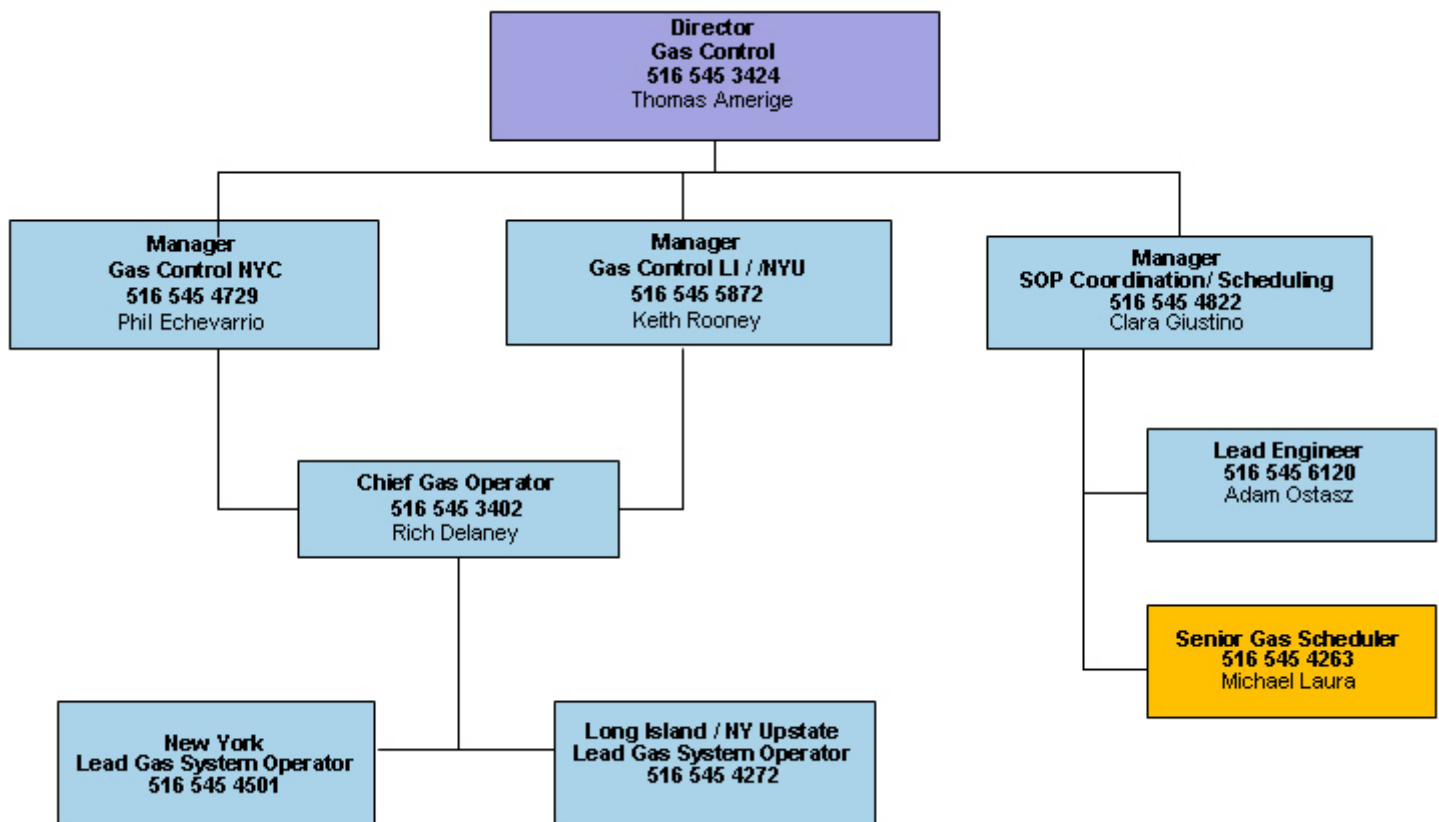 Director
Gas Control
516 545 3424
Thomas Amerige
Manager
Gas Control NYC
516 545 4729
Phil Echevarrio
Manager
Gas Control LI / /NYU
516 545 5872
Keith Rooney
Manager
SOP Coordination/ Scheduling
516 545 4822
Clara Giustino
Chief Gas Operator
516 545 3402
Rich Delaney
Lead Engineer
516 545 6120
Adam Ostasz
Senior Gas Scheduler
516 545 4263
Michael Laura
New York
Lead Gas System Operator
516 545 4501
Long Island / NY Upstate
Lead Gas System Operator
516 545 4272